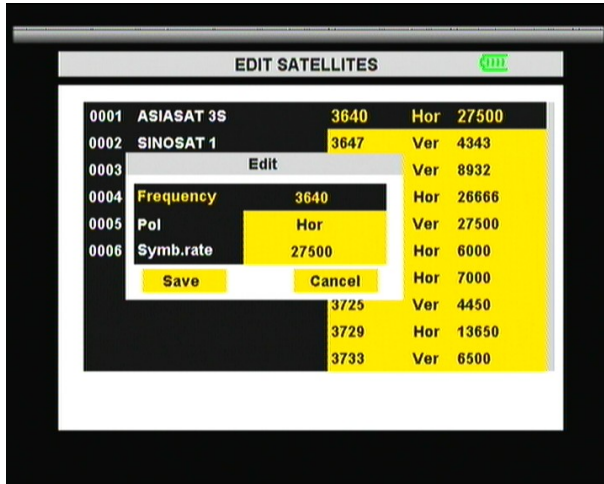 EDIT SATELLITES
0001 ASIASAT 3S 3640 Hor 27500
0002 SINOSAT 1 3647 Ver 4343
Edit
0003 Ver 8932
0004 Frequency 3640 Hor 26666
0005 Pol Hor Ver 27500
0006 Symb.rate 27500 Hor 6000
Save Cancel Hor 7000
3725 Ver 4450
3729 Hor 13650
3733 Ver 6500